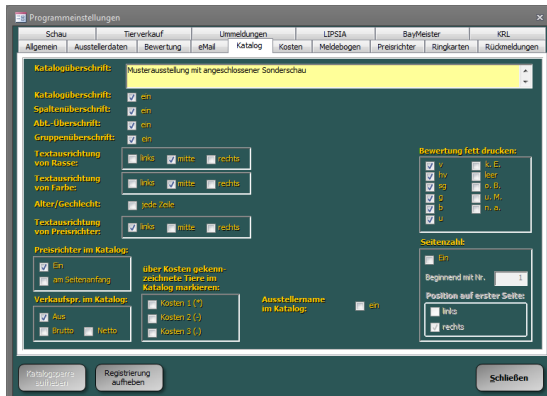 Programmeinstellungen
Schau Tierverkauf Ummeldungen LIPSIA BayMeister KRL
Allgemein Ausstellerdaten Bewertung eMail Katalog Kosten Meldebogen Preisrichter Ringkarten Rückmeldungen
Katalogüberschrift: Musterausstellung mit angeschlossener Sonderschau
Katalogüberschrift: ein
Spaltenüberschrift: ein
Abt.-Überschrift: ein
Gruppenüberschrift: ein
Textausrichtung
von Rasse: links mitte rechts
Textausrichtung
von Farbe: links mitte rechts
Alter/Geschlecht: jede Zeile
Textausrichtung
von Preisrichter: links mitte rechts
Bewertung fett drucken:
v k. E.
hv leer
sg o. B.
g u. M.
b n. a.
u
Preisrichter im Katalog:
Ein
am Seitenanfang
Verkaufspr. im Katalog:
Aus
Brutto Netto
über Kosten gekenn-
zeichnete Tiere im
Katalog markieren:
Kosten 1 (*)
Kosten 2 (-)
Kosten 3 (.)
Ausstellername
im Katalog: ein
Seitenzahl:
Ein
Beginnend mit Nr. 1
Position auf erster Seite:
links
rechts
Katalogsperre
aufheben
Registrierung
aufheben
Schließen